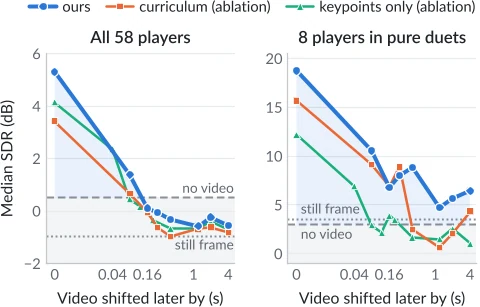 ours curriculum (ablation) keypoints only (ablation)
All 58 players
8 players in pure duets
Median SDR (dB)
6
4
2
0
−2
no video
still frame
0 0.04 0.16 1 4
Video shifted later by (s)
20
15
10
5
0
still frame
no video
0 0.04 0.16 1 4
Video shifted later by (s)